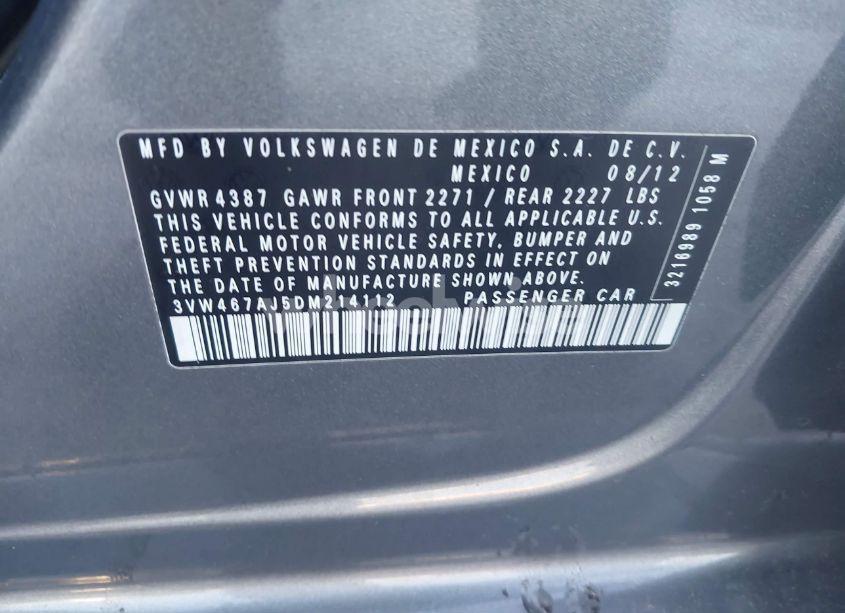 MFD BY VOLKSWAGEN DE MEXICO S.A. DE C.V.
MEXICO 08/12
GVWR 4387 GAWR FRONT 2271 / REAR 2227 LBS
THIS VEHICLE CONFORMS TO ALL APPLICABLE U.S.
FEDERAL MOTOR VEHICLE SAFETY, BUMPER AND
THEFT PREVENTION STANDARDS IN EFFECT ON
THE DATE OF MANUFACTURE SHOWN ABOVE.
3VW467AJ5DM214112 PASSENGER CAR
3216989 1058 M